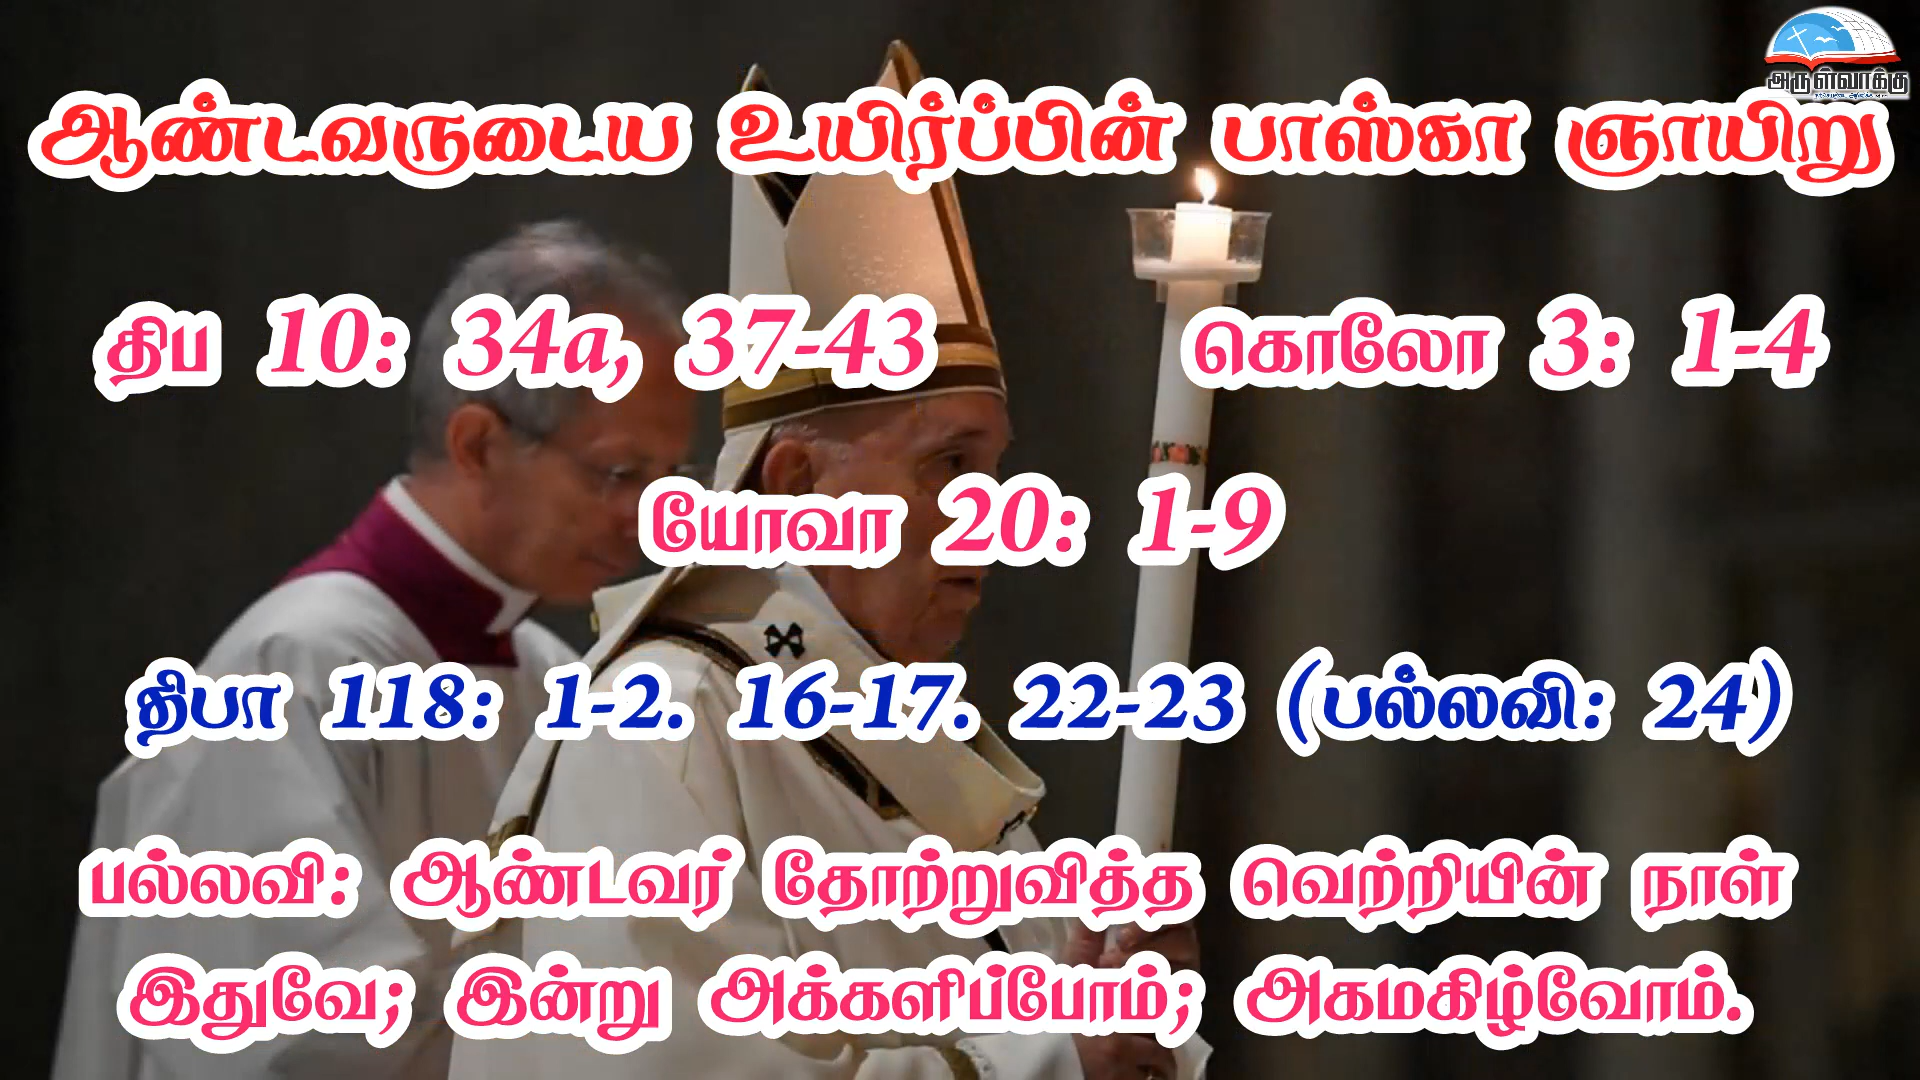 அருள்வாக்கு
ஆண்டவருடைய உயிர்ப்பின் பாஸ்கா ஞாயிறு
திப 10: 34a, 37-43 கொலோ 3: 1-4
யோவா 20: 1-9
திபா 118: 1-2. 16-17. 22-23 (பல்லவி: 24)
பல்லவி: ஆண்டவர் தோற்றுவித்த வெற்றியின் நாள்
இதுவே; இன்று அக்களிப்போம்; அகமகிழ்வோம்.